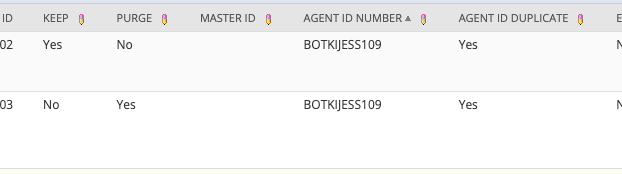 ID KEEP PURGE MASTER ID AGENT ID NUMBER AGENT ID DUPLICATE E
02 Yes No BOTKIJESS109 Yes N
03 No Yes BOTKIJESS109 Yes N